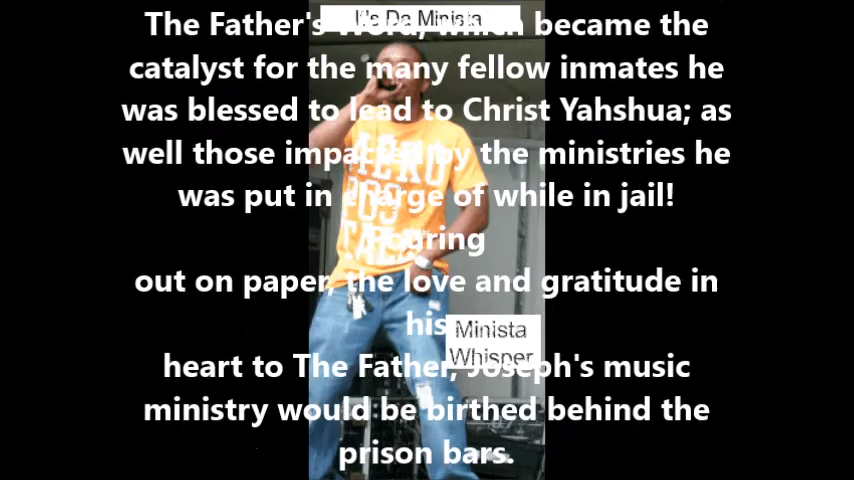 It's Da Minista
The Father's Word, which became the
catalyst for the many fellow inmates he
was blessed to lead to Christ Yahshua; as
well those impacted by the ministries he
was put in charge of while in jail!
Pouring
out on paper, the love and gratitude in
his
heart to The Father, Joseph's music
ministry would be birthed behind the
prison bars.
Minista
Whisper